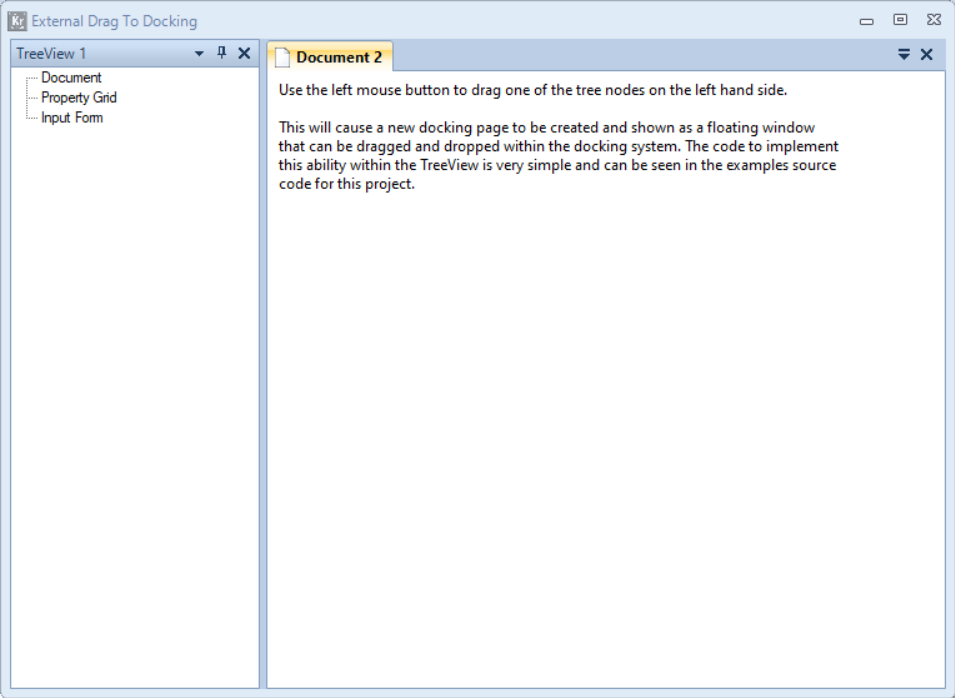 Kr External Drag To Docking
TreeView 1
Document
Property Grid
Input Form
Document 2
Use the left mouse button to drag one of the tree nodes on the left hand side.
This will cause a new docking page to be created and shown as a floating window
that can be dragged and dropped within the docking system. The code to implement
this ability within the TreeView is very simple and can be seen in the examples source
code for this project.